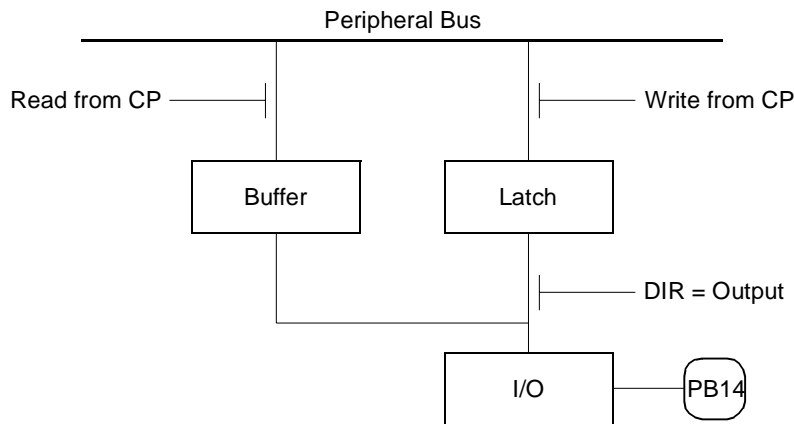 Peripheral Bus
Read from CP
Write from CP
Buffer
Latch
DIR = Output
I/O
PB14